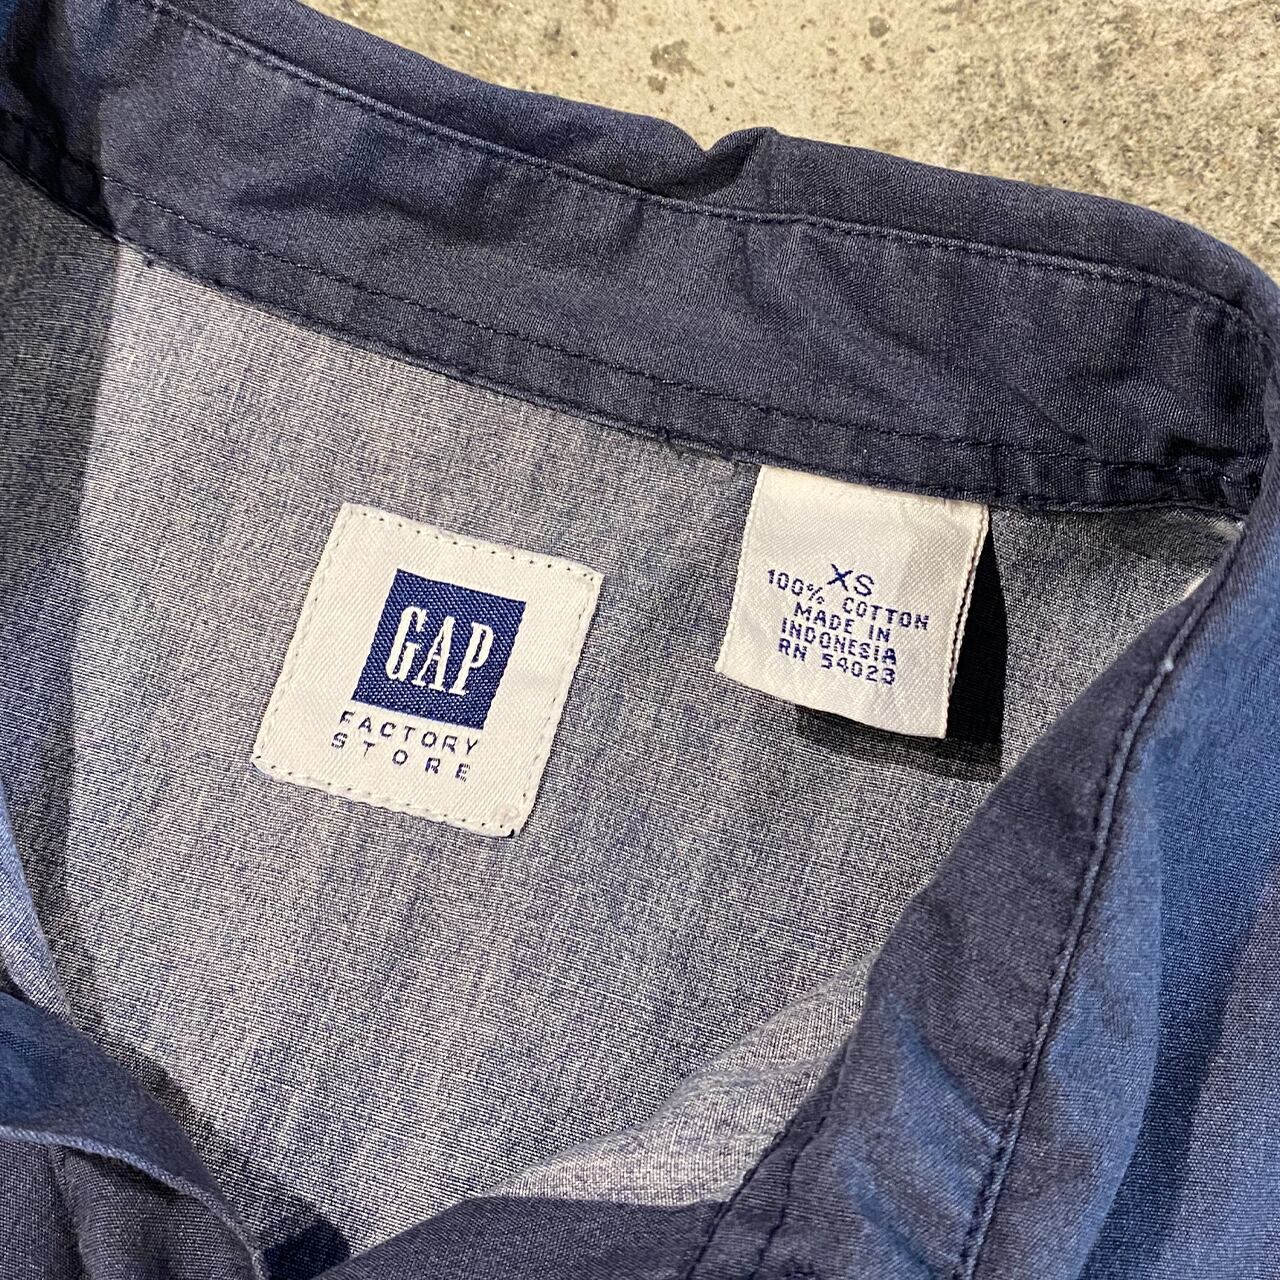 GAP
FACTORY
STORE
XS
100% COTTON
MADE IN
INDONESIA
RN 54023